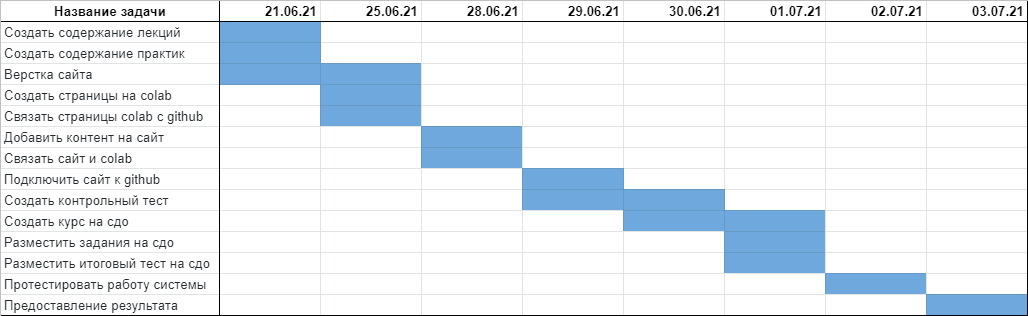 Название задачи 21.06.21 25.06.21 28.06.21 29.06.21 30.06.21 01.07.21 02.07.21 03.07.21
Создать содержание лекций
Создать содержание практик
Верстка сайта
Создать страницы на colab
Связать страницы colab с github
Добавить контент на сайт
Связать сайт и colab
Подключить сайт к github
Создать контрольный тест
Создать курс на сдо
Разместить задания на сдо
Разместить итоговый тест на сдо
Протестировать работу системы
Предоставление результата